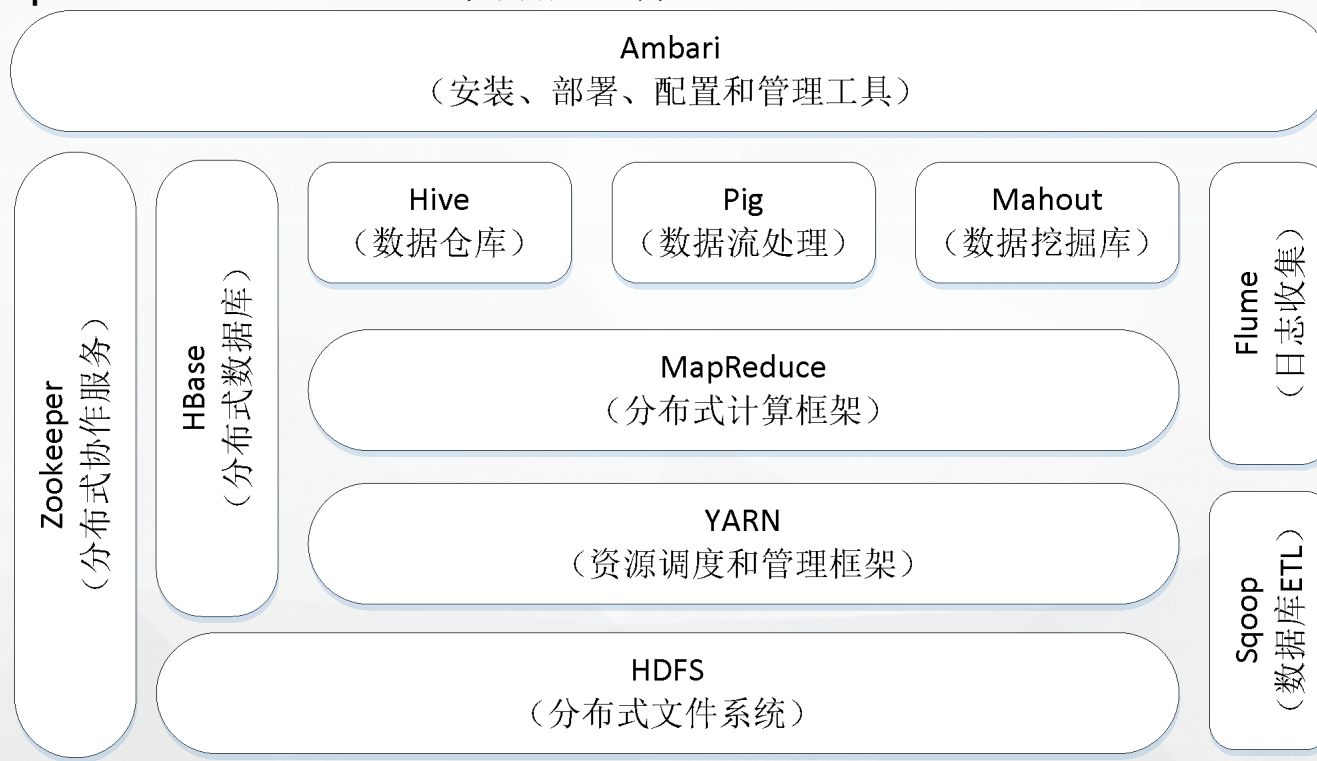 Ambari
（安装、部署、配置和管理工具）
Zookeeper
（分布式协作服务）
HBase
（分布式数据库）
Hive
（数据仓库）
Pig
（数据流处理）
Mahout
（数据挖掘库）
Flume
（日志收集）
MapReduce
（分布式计算框架）
YARN
（资源调度和管理框架）
Sqoop
（数据库ETL）
HDFS
（分布式文件系统）